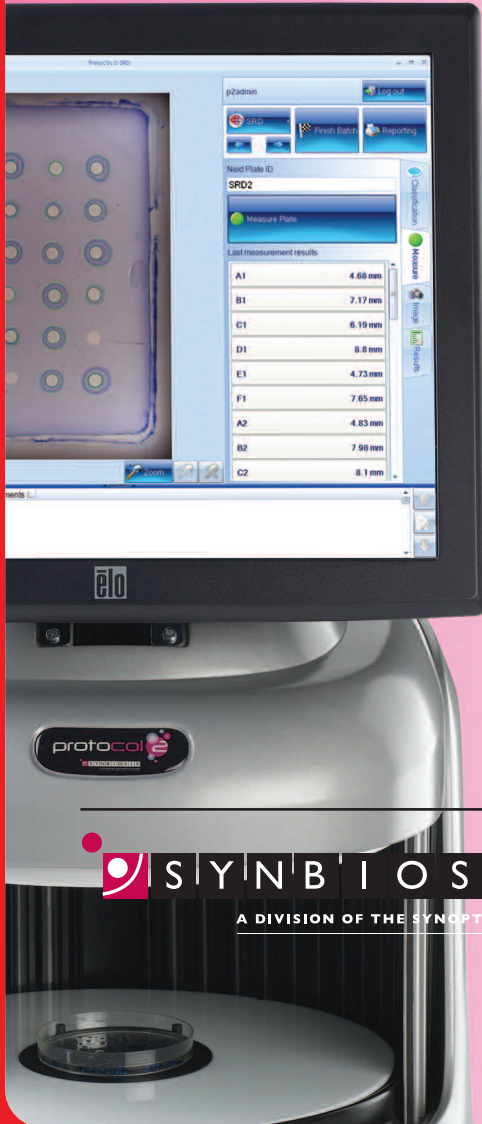 ProtoCOL 2: SRD
p2admin
Log out
SRD
Finish Batch
Reporting
Next Plate ID
SRD2
Measure Plate
Last measurement results
A1 4.68 mm
B1 7.17 mm
C1 6.19 mm
D1 8.8 mm
E1 4.73 mm
F1 7.65 mm
A2 4.83 mm
B2 7.98 mm
C2 8.1 mm
Classification
Measure
Image
Results
Zoom
ments /...
elo
protocol 2
SYNBIOSIS
SYNBIOS
A DIVISION OF THE SYNOPT